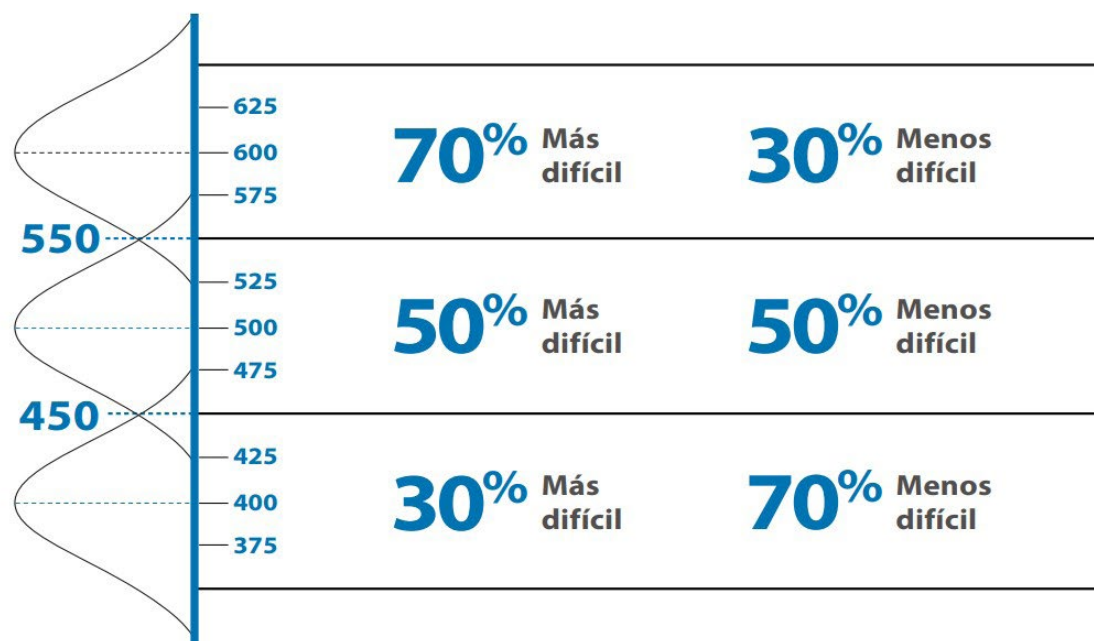 625
600
575
70% Más difícil
30% Menos difícil
550
525
500
475
50% Más difícil
50% Menos difícil
450
425
400
375
30% Más difícil
70% Menos difícil